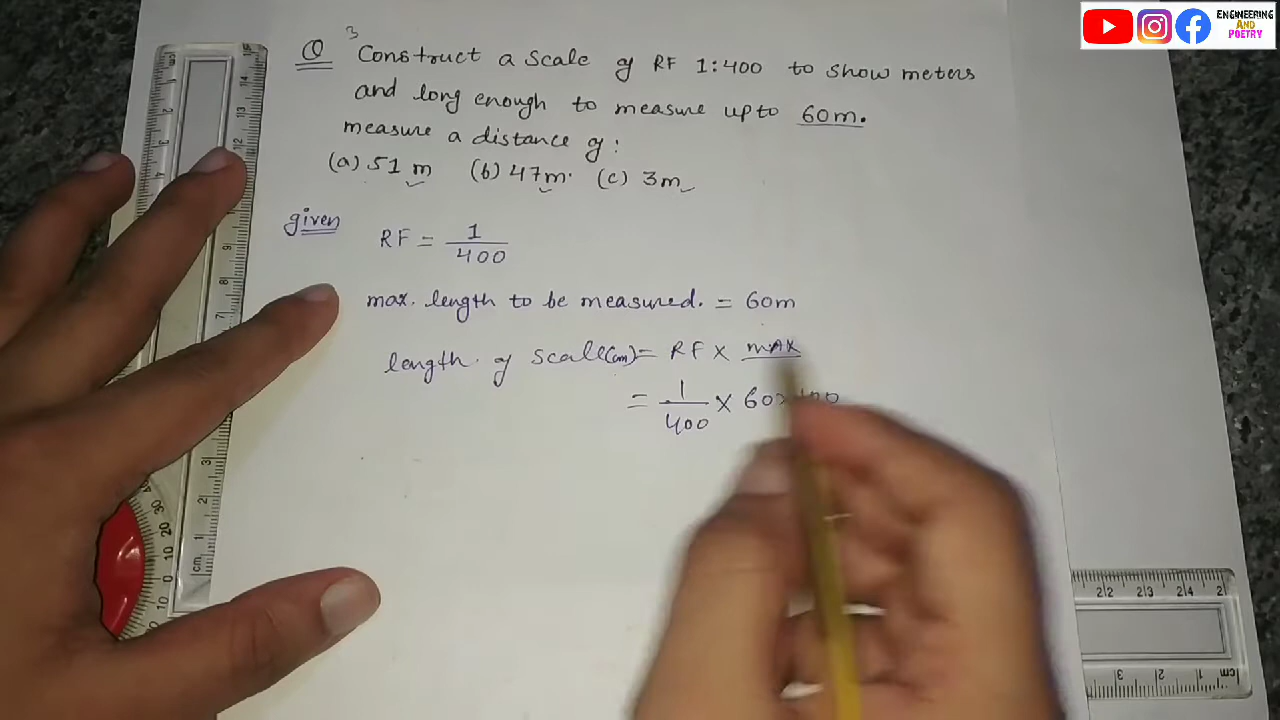 ENGINEERING
AND
POETRY
Q 3 Construct a scale of RF 1:400 to show meters
and long enough to measure upto 60m.
measure a distance of:
(a) 51 m (b) 47m. (c) 3m
given
RF = 1/400
max. length to be measured. = 60m
length of scale(cm) = RF × max
= 1/400 × 60×100